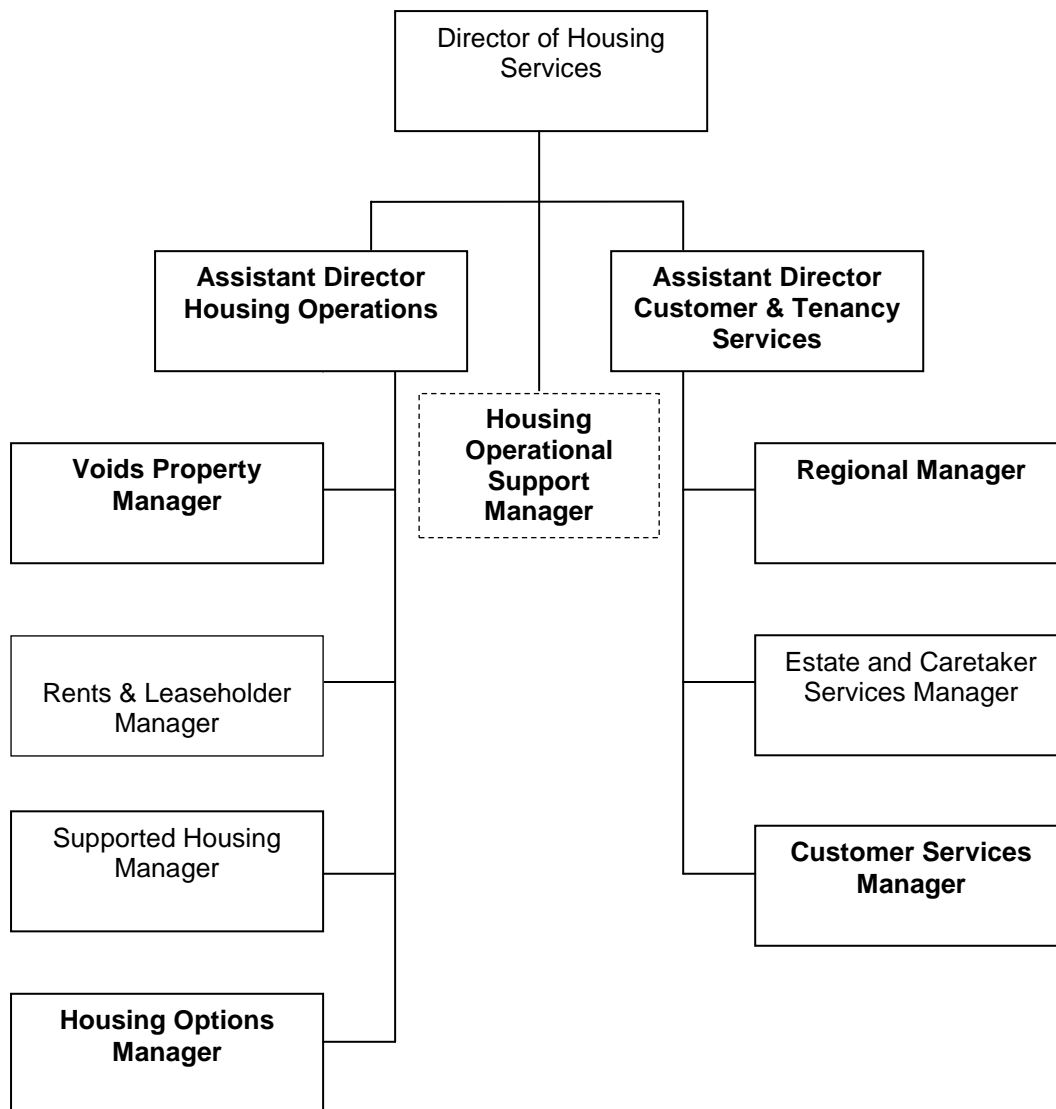 Director of Housing
Services
Assistant Director
Housing Operations
Assistant Director
Customer & Tenancy
Services
Housing
Operational
Support
Manager
Voids Property
Manager
Regional Manager
Rents & Leaseholder
Manager
Estate and Caretaker
Services Manager
Supported Housing
Manager
Customer Services
Manager
Housing Options
Manager